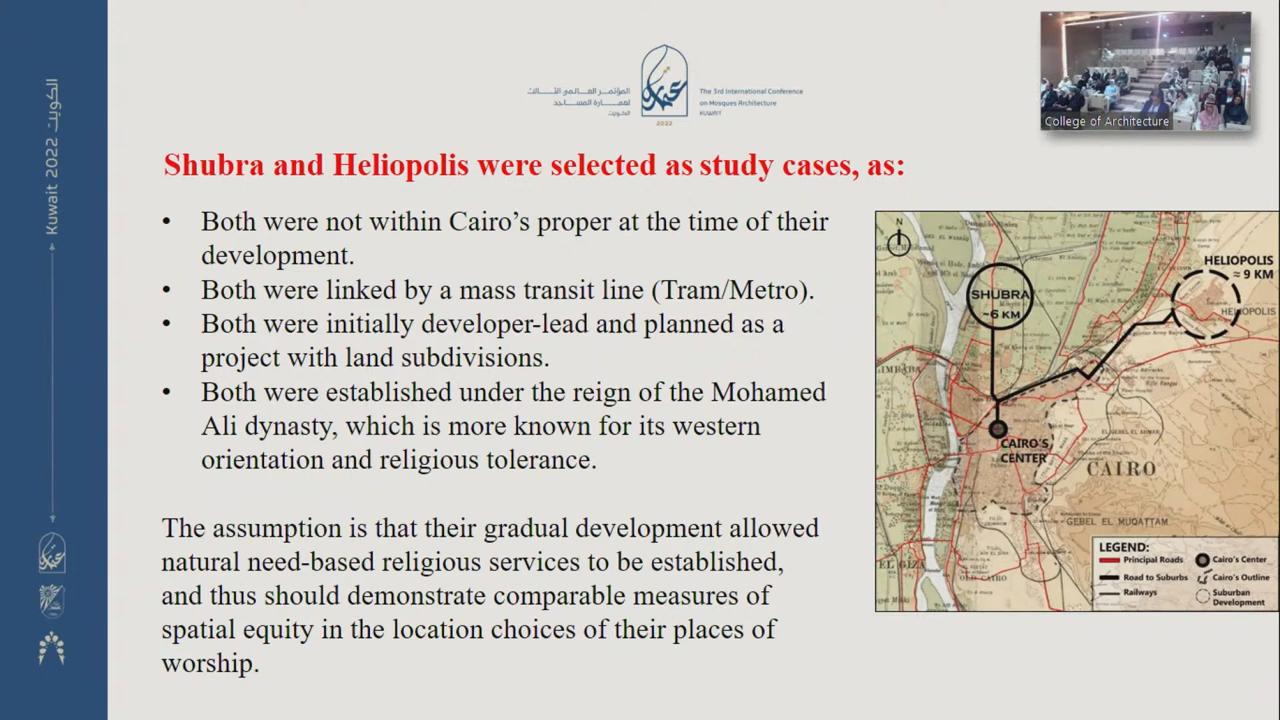 الكويت 2022 Kuwait
المؤتمر العالمي الثالث
لعمارة المساجد
الكويت
2022
The 3rd International Conference
on Mosques Architecture
KUWAIT
College of Architecture
Shubra and Heliopolis were selected as study cases, as:
• Both were not within Cairo’s proper at the time of their
development.
• Both were linked by a mass transit line (Tram/Metro).
• Both were initially developer-lead and planned as a
project with land subdivisions.
• Both were established under the reign of the Mohamed
Ali dynasty, which is more known for its western
orientation and religious tolerance.
The assumption is that their gradual development allowed
natural need-based religious services to be established,
and thus should demonstrate comparable measures of
spatial equity in the location choices of their places of
worship.
N
HELIOPOLIS
≈ 9 KM
SHUBRA
~6 KM
HELIOPOLIS
CAIRO'S
CENTER
CAIRO
GEBEL EL MUQATTAM
EL GIZA
OLD CAIRO
LEGEND:
Principal Roads
Road to Suburbs
Railways
Cairo's Center
Cairo's Outline
Suburban
Development